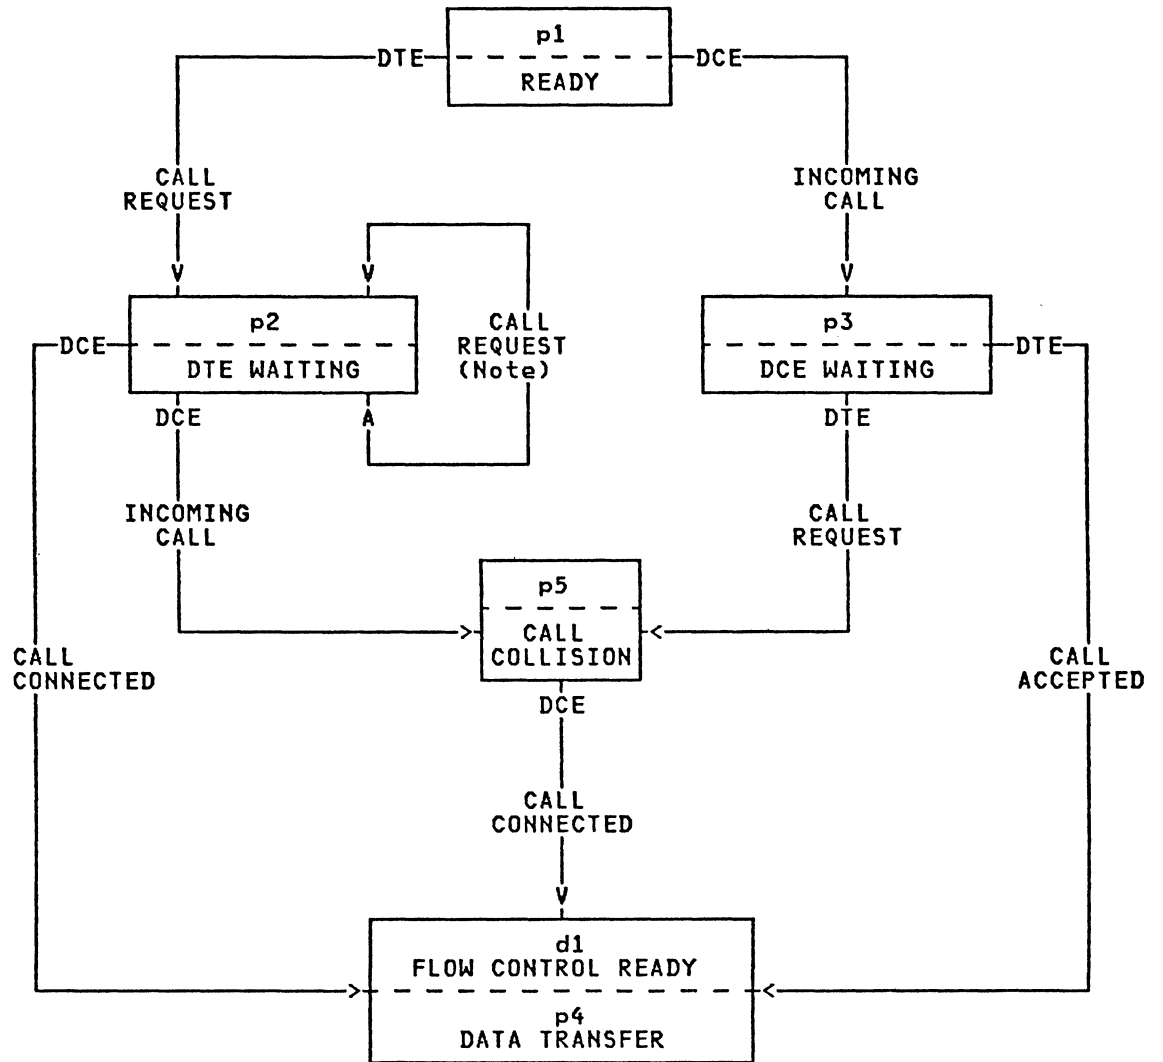 p1
DTE
DCE
READY
CALL
REQUEST
INCOMING
CALL
p2
DCE
DTE WAITING
DCE
A
CALL
REQUEST
(Note)
p3
DTE
DCE WAITING
DTE
INCOMING
CALL
CALL
REQUEST
p5
CALL
COLLISION
DCE
CALL
CONNECTED
CALL
ACCEPTED
CALL
CONNECTED
d1
FLOW CONTROL READY
p4
DATA TRANSFER